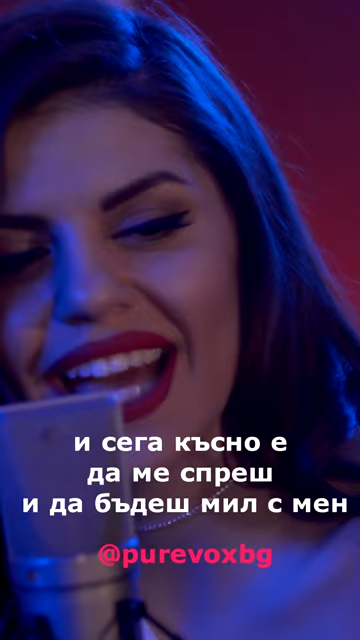 и сега късно е
да ме спреш
и да бъдеш мил с мен
@purevoxbg